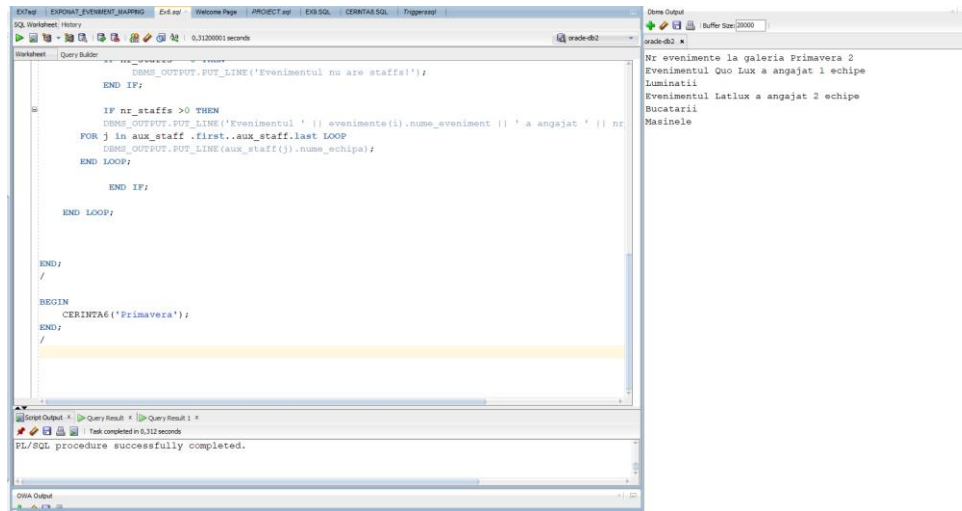 EX7.sql EXPONAT_EVENIMENT_MAPPING Ex6.sql Welcome Page PROIECT.sql EX9.SQL CERINTA8.SQL Triggere.sql
SQL Worksheet History
0,31200001 seconds
orade-db2
Worksheet Query Builder
DBMS_OUTPUT.PUT_LINE('Evenimentul nu are staffs!');
END IF;
IF nr_staffs >0 THEN
DBMS_OUTPUT.PUT_LINE('Evenimentul ' || evenimente(i).nume_eveniment || ' a angajat ' || nr
FOR j in aux_staff .first..aux_staff.last LOOP
DBMS_OUTPUT.PUT_LINE(aux_staff(j).nume_echipa);
END LOOP;
END IF;
END LOOP;
END;
/
BEGIN
CERINTA6('Primavera');
END;
/
Script Output Query Result Query Result 1
Task completed in 0,312 seconds
PL/SQL procedure successfully completed.
OWA Output
Dbms Output
Buffer Size: 20000
orade-db2
Nr evenimente la galeria Primavera 2
Evenimentul Quo Lux a angajat 1 echipe
Luminatii
Evenimentul Latlux a angajat 2 echipe
Bucatarii
Masinele